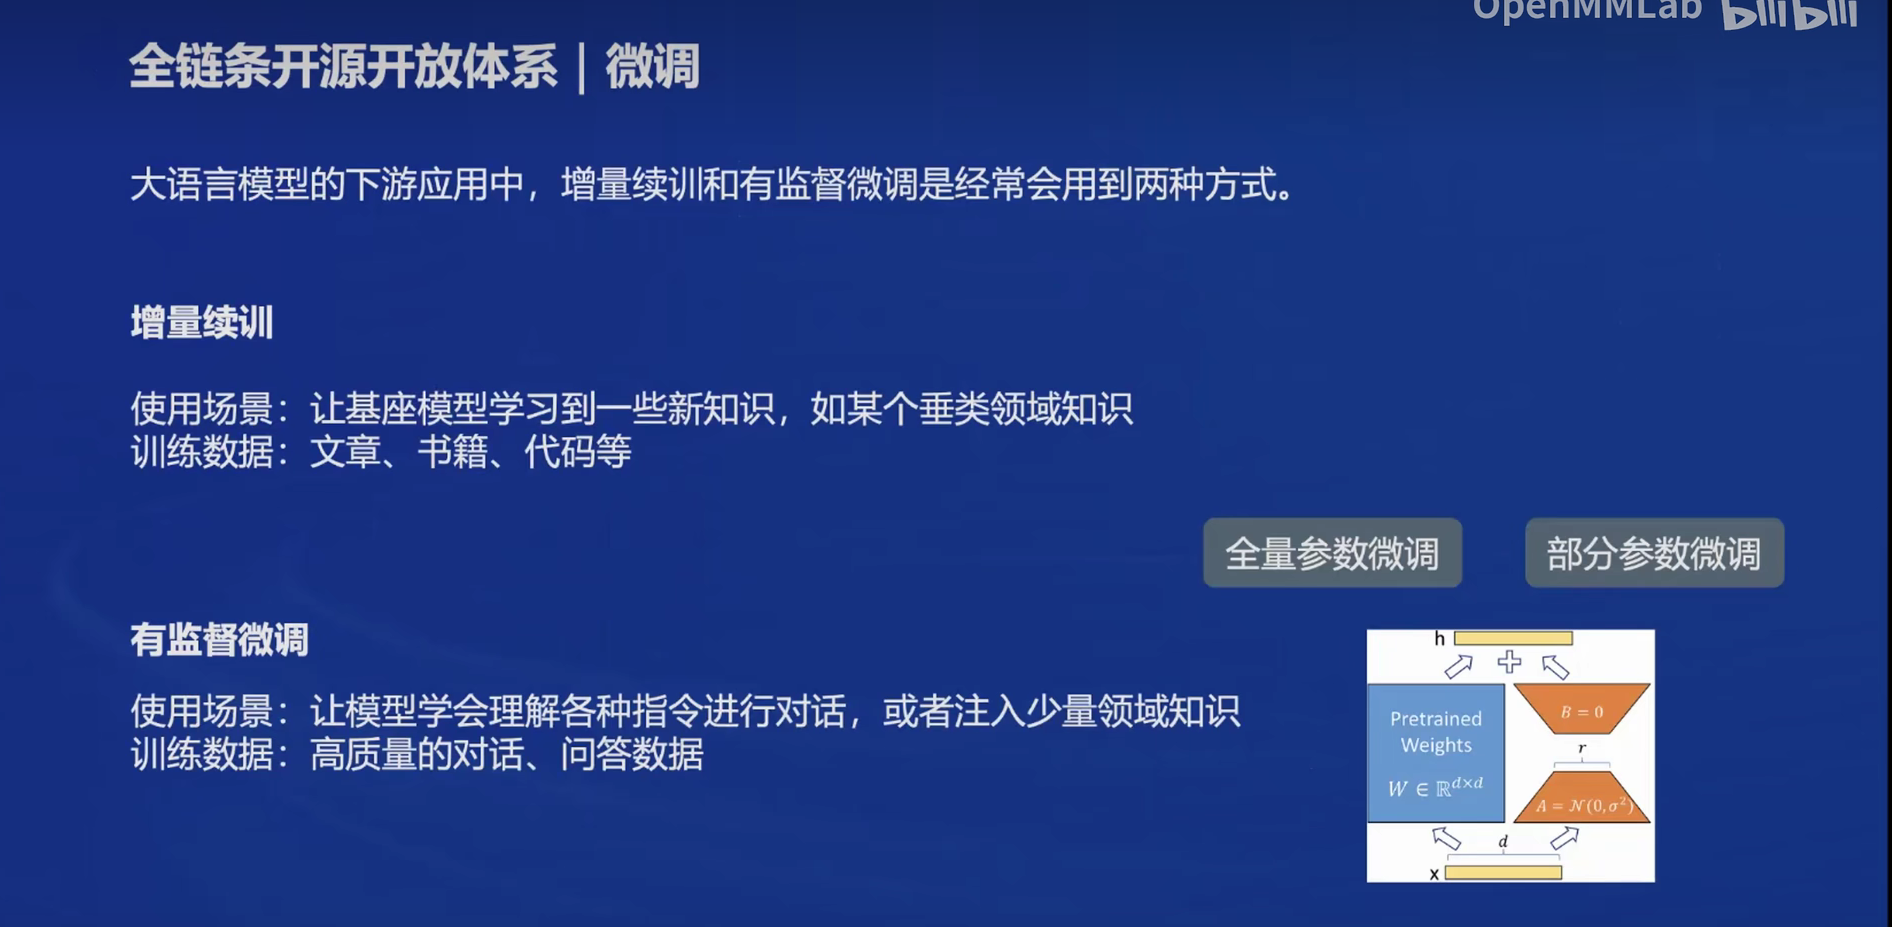 OpenMMLab bilibili
全链条开源开放体系 | 微调
大语言模型的下游应用中，增量续训和有监督微调是经常会用到两种方式。
增量续训
使用场景：让基座模型学习到一些新知识，如某个垂类领域知识
训练数据：文章、书籍、代码等
全量参数微调
部分参数微调
有监督微调
使用场景：让模型学会理解各种指令进行对话，或者注入少量领域知识
训练数据：高质量的对话、问答数据
h
Pretrained
Weights
W ∈ ℝ^{d×d}
B = 0
r
A = 𝒩(0, σ²)
d
x